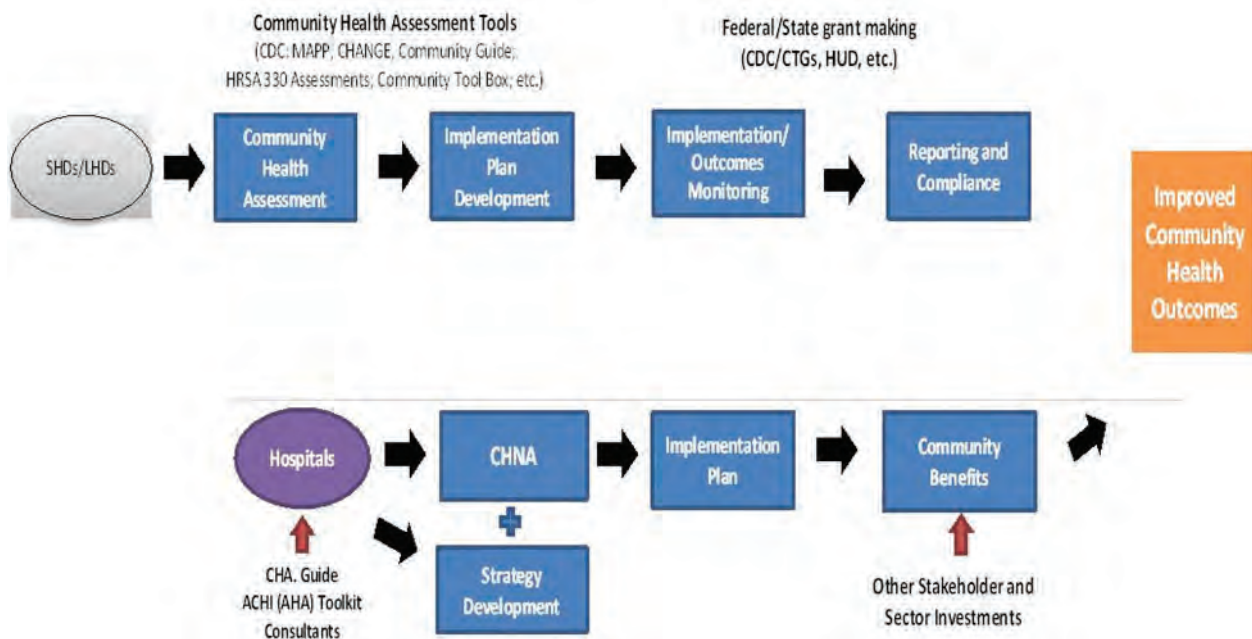 Community Health Assessment Tools
(CDC: MAPP, CHANGE, Community Guide;
HRSA 330 Assessments; Community Tool Box; etc.)
Federal/State grant making
(CDC/CTGs, HUD, etc.)
SHDs/LHDs
Community
Health
Assessment
Implementation
Plan
Development
Implementation/
Outcomes
Monitoring
Reporting and
Compliance
Improved
Community
Health
Outcomes
Hospitals
CHNA
Implementation
Plan
Community
Benefits
Strategy
Development
CHA. Guide
ACHI (AHA) Toolkit
Consultants
Other Stakeholder and
Sector Investments